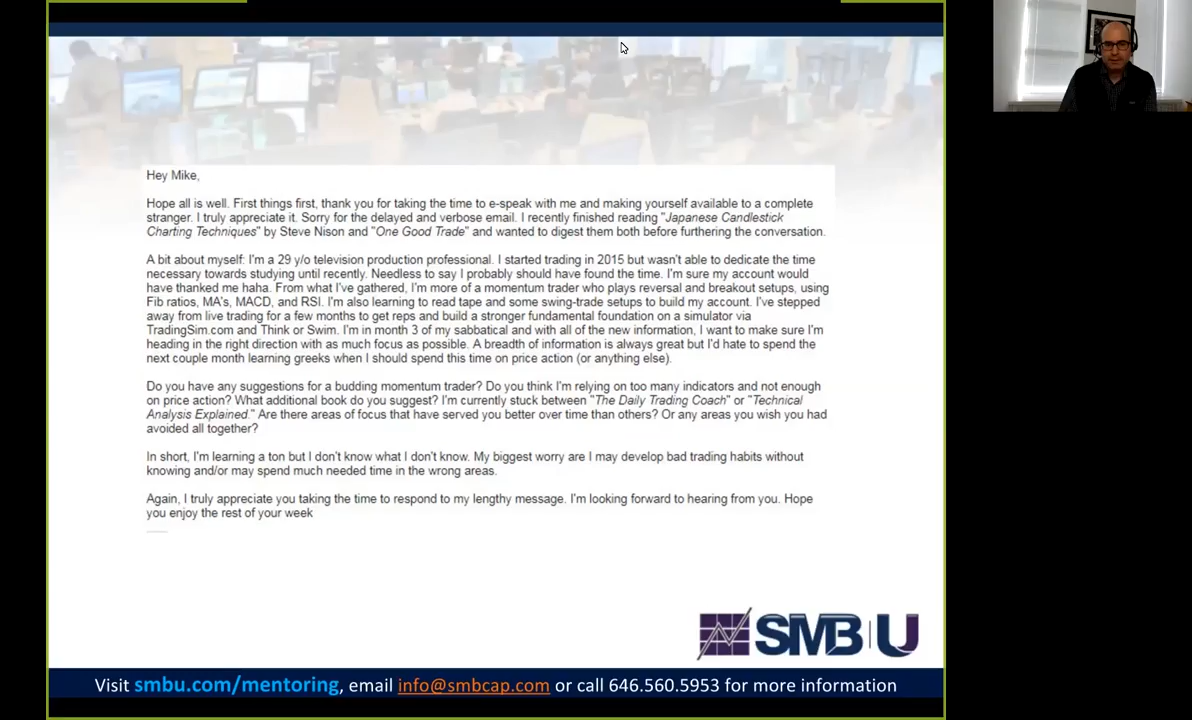 Hey Mike,
Hope all is well. First things first, thank you for taking the time to e-speak with me and making yourself available to a complete
stranger. I truly appreciate it. Sorry for the delayed and verbose email. I recently finished reading "Japanese Candlestick
Charting Techniques" by Steve Nison and "One Good Trade" and wanted to digest them both before furthering the conversation.
A bit about myself: I'm a 29 y/o television production professional. I started trading in 2015 but wasn't able to dedicate the time
necessary towards studying until recently. Needless to say I probably should have found the time. I'm sure my account would
have thanked me haha. From what I've gathered, I'm more of a momentum trader who plays reversal and breakout setups, using
Fib ratios, MA's, MACD, and RSI. I'm also learning to read tape and some swing-trade setups to build my account. I've stepped
away from live trading for a few months to get reps and build a stronger fundamental foundation on a simulator via
TradingSim.com and Think or Swim. I'm in month 3 of my sabbatical and with all of the new information, I want to make sure I'm
heading in the right direction with as much focus as possible. A breadth of information is always great but I'd hate to spend the
next couple month learning greeks when I should spend this time on price action (or anything else).
Do you have any suggestions for a budding momentum trader? Do you think I'm relying on too many indicators and not enough
on price action? What additional book do you suggest? I'm currently stuck between "The Daily Trading Coach" or "Technical
Analysis Explained." Are there areas of focus that have served you better over time than others? Or any areas you wish you had
avoided all together?
In short, I'm learning a ton but I don't know what I don't know. My biggest worry are I may develop bad trading habits without
knowing and/or may spend much needed time in the wrong areas.
Again, I truly appreciate you taking the time to respond to my lengthy message. I'm looking forward to hearing from you. Hope
you enjoy the rest of your week
SMB U
Visit smbu.com/mentoring, email info@smbcap.com or call 646.560.5953 for more information